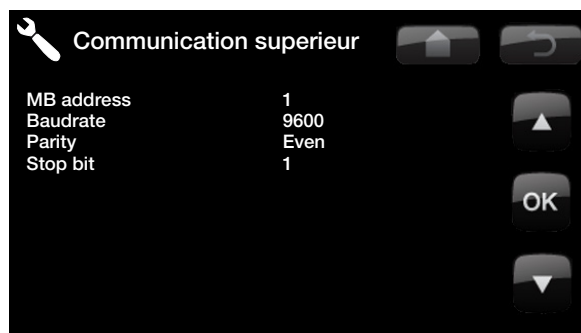 Communication superieur
MB address 1
Baudrate 9600
Parity Even
Stop bit 1
OK